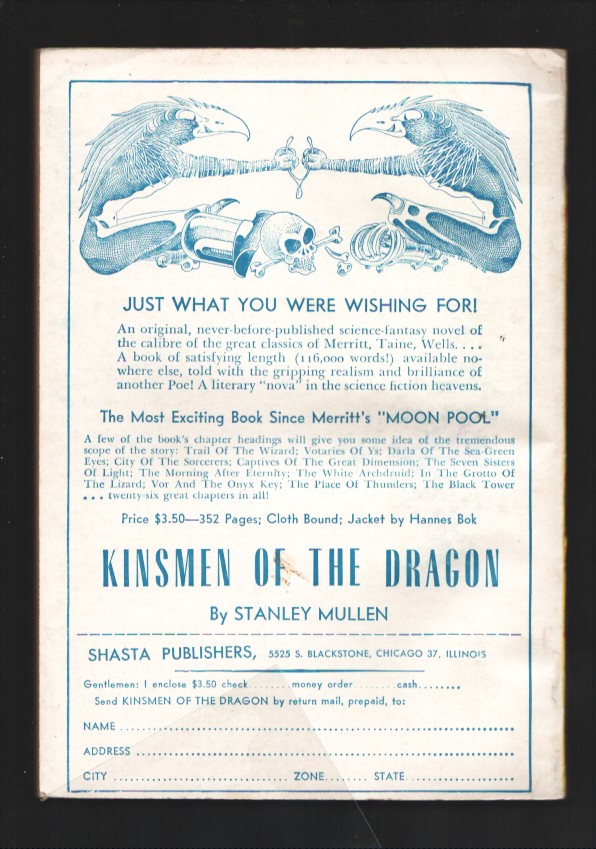 JUST WHAT YOU WERE WISHING FOR!
An original, never-before-published science-fantasy novel of
the calibre of the great classics of Merritt, Taine, Wells. . . .
A book of satisfying length (116,000 words!) available no-
where else, told with the gripping realism and brilliance of
another Poe! A literary "nova" in the science fiction heavens.
The Most Exciting Book Since Merritt's "MOON POOL"
A few of the book's chapter headings will give you some idea of the tremendous
scope of the story: Trail Of The Wizard; Votaries Of Ys; Darla Of The Sea-Green
Eyes; City Of The Sorcerers; Captives Of The Great Dimension; The Seven Sisters
Of Light; The Morning After Eternity; The White Archdruid; In The Grotto Of
The Lizard; Vor And The Onyx Key; The Place Of Thunders; The Black Tower
. . . twenty-six great chapters in all!
Price $3.50—352 Pages; Cloth Bound; Jacket by Hannes Bok
KINSMEN OF THE DRAGON
By STANLEY MULLEN
SHASTA PUBLISHERS, 5525 S. BLACKSTONE, CHICAGO 37, ILLINOIS
Gentlemen: I enclose $3.50 check........money order........cash........
Send KINSMEN OF THE DRAGON by return mail, prepaid, to:
NAME ........................................
ADDRESS ........................................
CITY ........................ ZONE........ STATE................